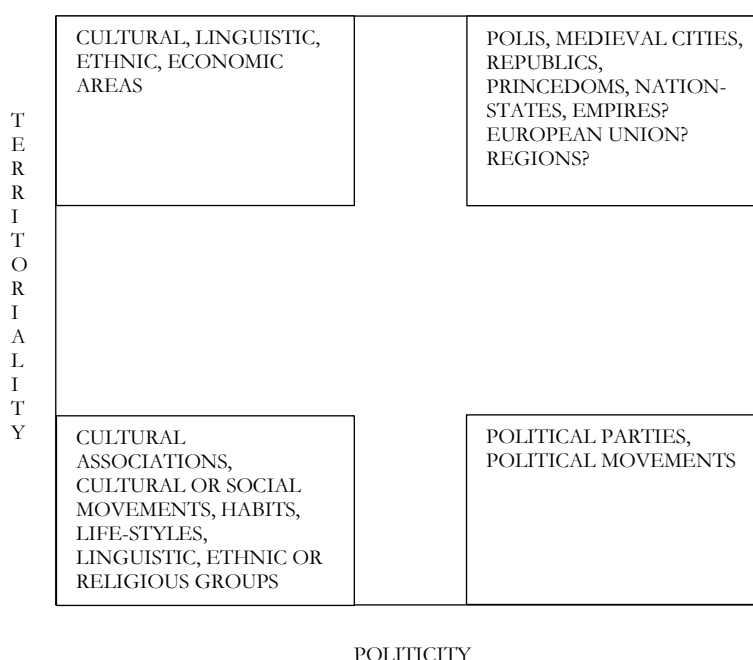 CULTURAL, LINGUISTIC,
ETHNIC, ECONOMIC
AREAS
POLIS, MEDIEVAL CITIES,
REPUBLICS,
PRINCEDOMS, NATION-
STATES, EMPIRES?
EUROPEAN UNION?
REGIONS?
T
E
R
R
I
T
O
R
I
A
L
I
T
Y
CULTURAL
ASSOCIATIONS,
CULTURAL OR SOCIAL
MOVEMENTS, HABITS,
LIFE-STYLES,
LINGUISTIC, ETHNIC OR
RELIGIOUS GROUPS
POLITICAL PARTIES,
POLITICAL MOVEMENTS
POLITICITY